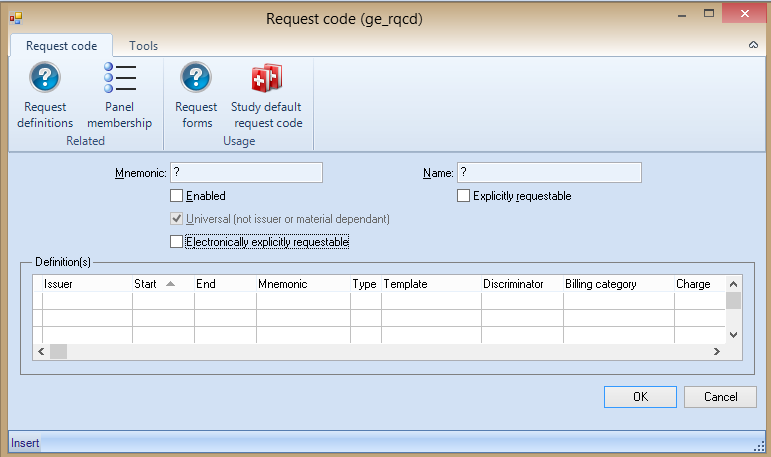 Request code (ge_rqcd)
Request code Tools
Request definitions
Panel membership
Request forms
Study default request code
Related
Usage
Mnemonic: ?
Name: ?
Enabled
Explicitly requestable
Universal (not issuer or material dependant)
Electronically explicitly requestable
Definition(s)
Issuer Start End Mnemonic Type Template Discriminator Billing category Charge
OK Cancel
Insert